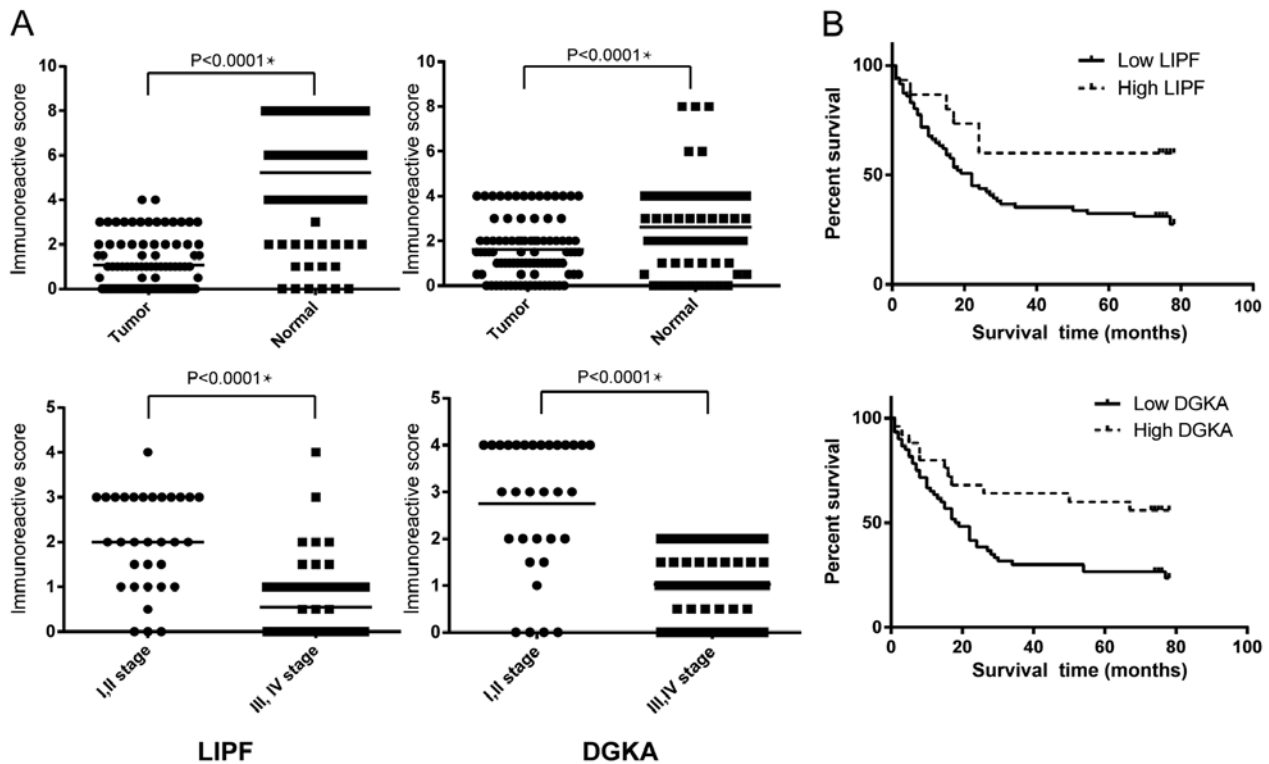 A
P<0.0001*
Immunoreactive score
10
8
6
4
2
0
Tumor
Normal
P<0.0001*
Immunoreactive score
10
8
6
4
2
0
Tumor
Normal
B
Low LIPF
High LIPF
Percent survival
100
50
0
0
20
40
60
80
100
Survival time (months)
P<0.0001*
Immunoreactive score
5
4
3
2
1
0
I,II stage
III, IV stage
LIPF
P<0.0001*
Immunoreactive score
5
4
3
2
1
0
I,II stage
III,IV stage
DGKA
Low DGKA
High DGKA
Percent survival
100
50
0
0
20
40
60
80
100
Survival time (months)